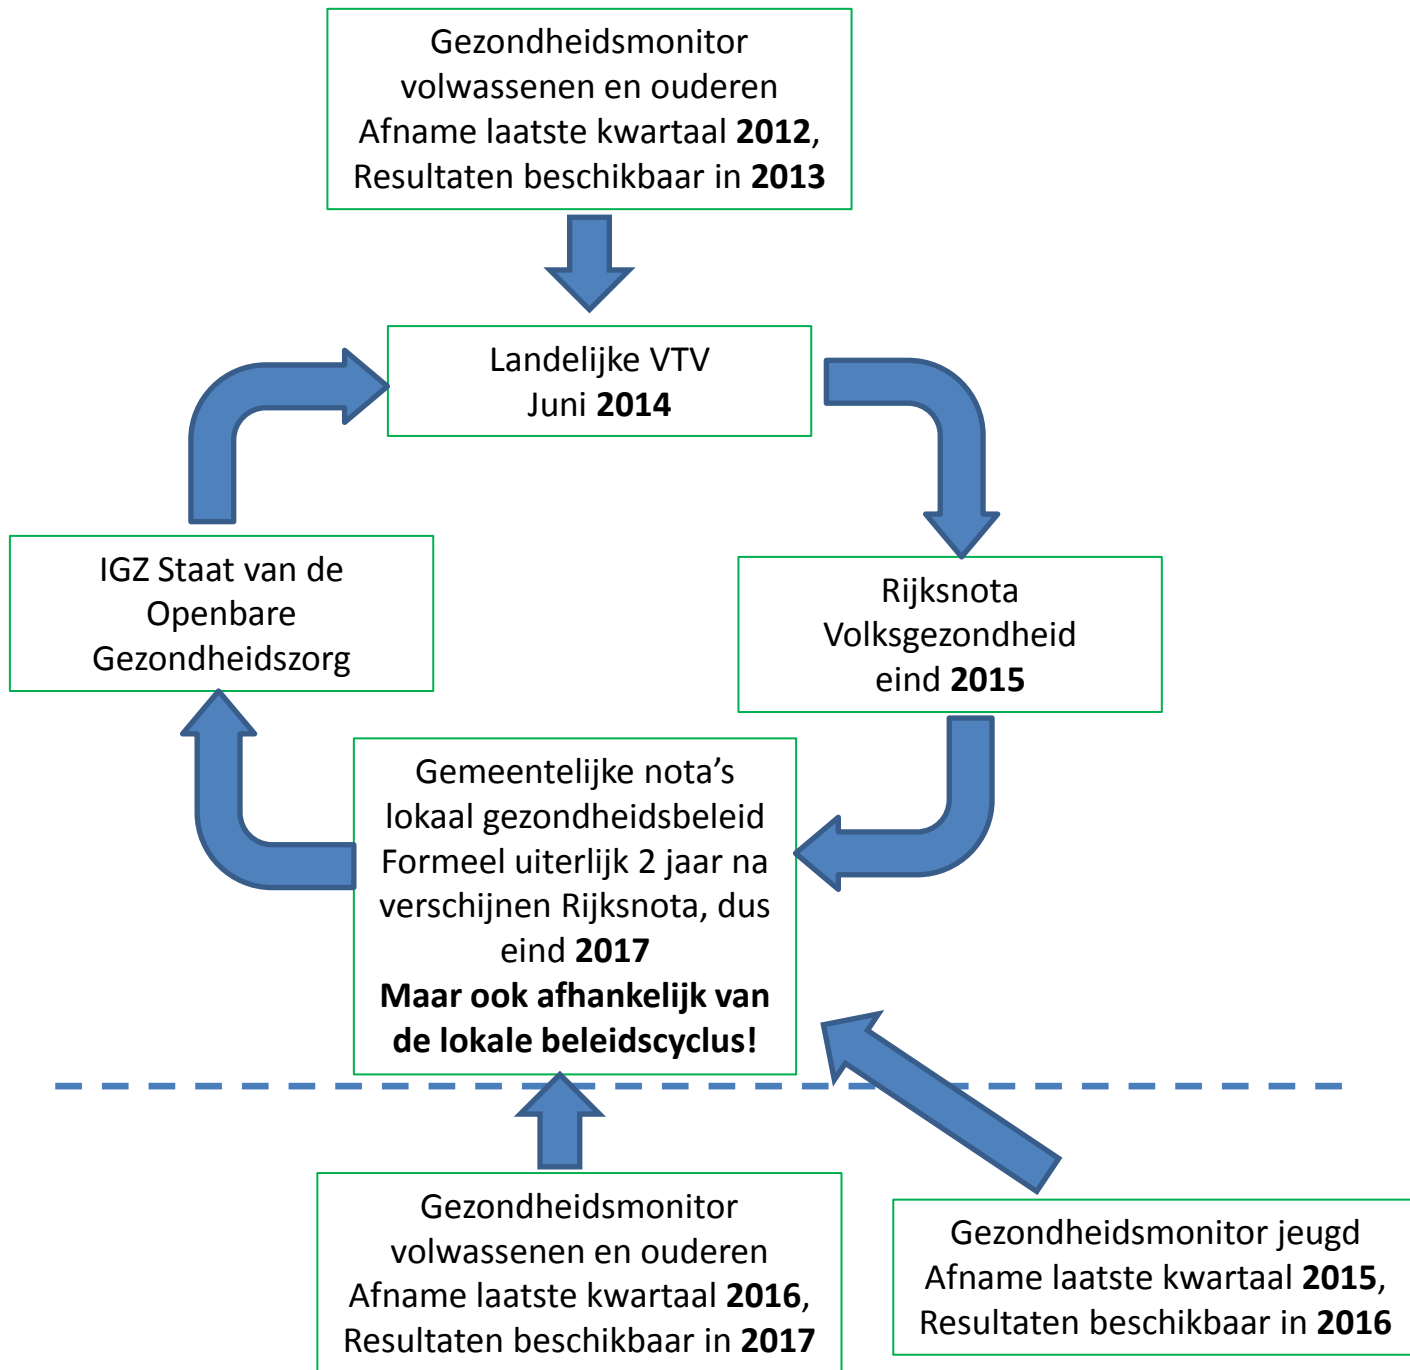 Gezondheidsmonitor
volwassenen en ouderen
Afname laatste kwartaal 2012,
Resultaten beschikbaar in 2013
Landelijke VTV
Juni 2014
IGZ Staat van de
Openbare
Gezondheidszorg
Rijksnota
Volksgezondheid
eind 2015
Gemeentelijke nota’s
lokaal gezondheidsbeleid
Formeel uiterlijk 2 jaar na
verschijnen Rijksnota, dus
eind 2017
Maar ook afhankelijk van
de lokale beleidscyclus!
Gezondheidsmonitor
volwassenen en ouderen
Afname laatste kwartaal 2016,
Resultaten beschikbaar in 2017
Gezondheidsmonitor jeugd
Afname laatste kwartaal 2015,
Resultaten beschikbaar in 2016